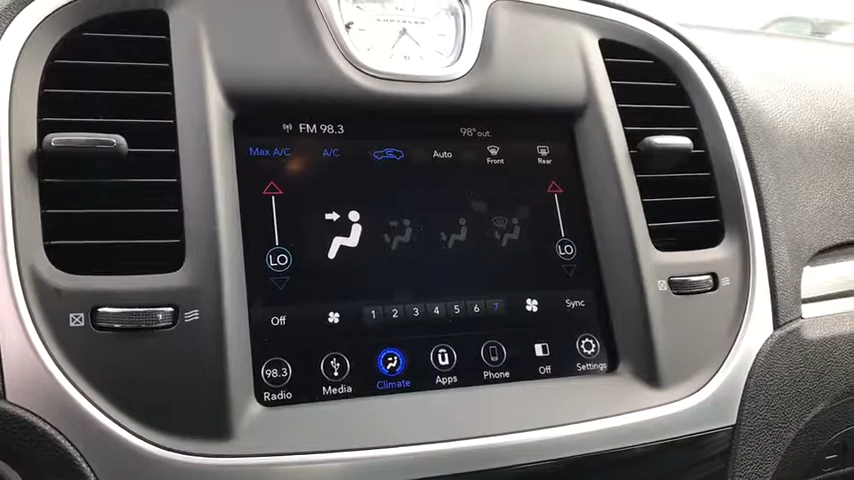 CHRYSLER
FM 98.3
98° out.
Max A/C
A/C
Auto
Front
Rear
LO
LO
Off
1 2 3 4 5 6 7
Sync
98.3
Radio
Media
Climate
Apps
Phone
Off
Settings